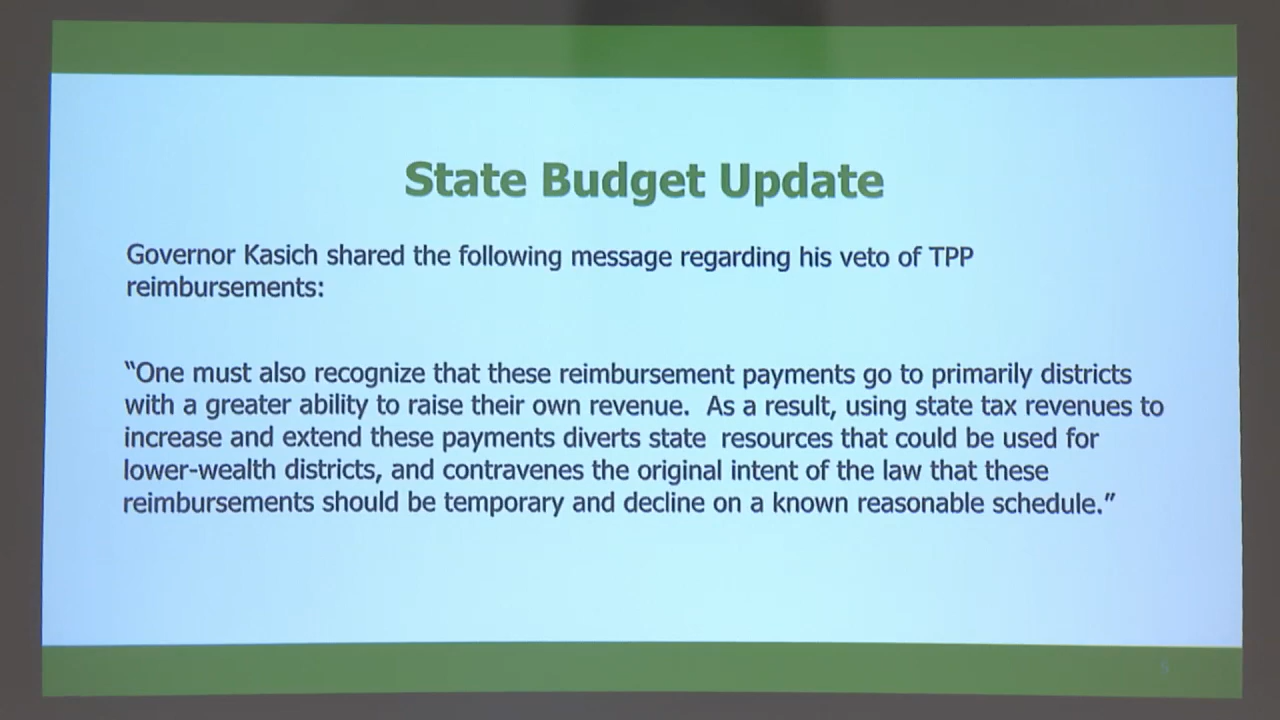 State Budget Update
Governor Kasich shared the following message regarding his veto of TPP
reimbursements:
“One must also recognize that these reimbursement payments go to primarily districts
with a greater ability to raise their own revenue.  As a result, using state tax revenues to
increase and extend these payments diverts state  resources that could be used for
lower-wealth districts, and contravenes the original intent of the law that these
reimbursements should be temporary and decline on a known reasonable schedule.”
5